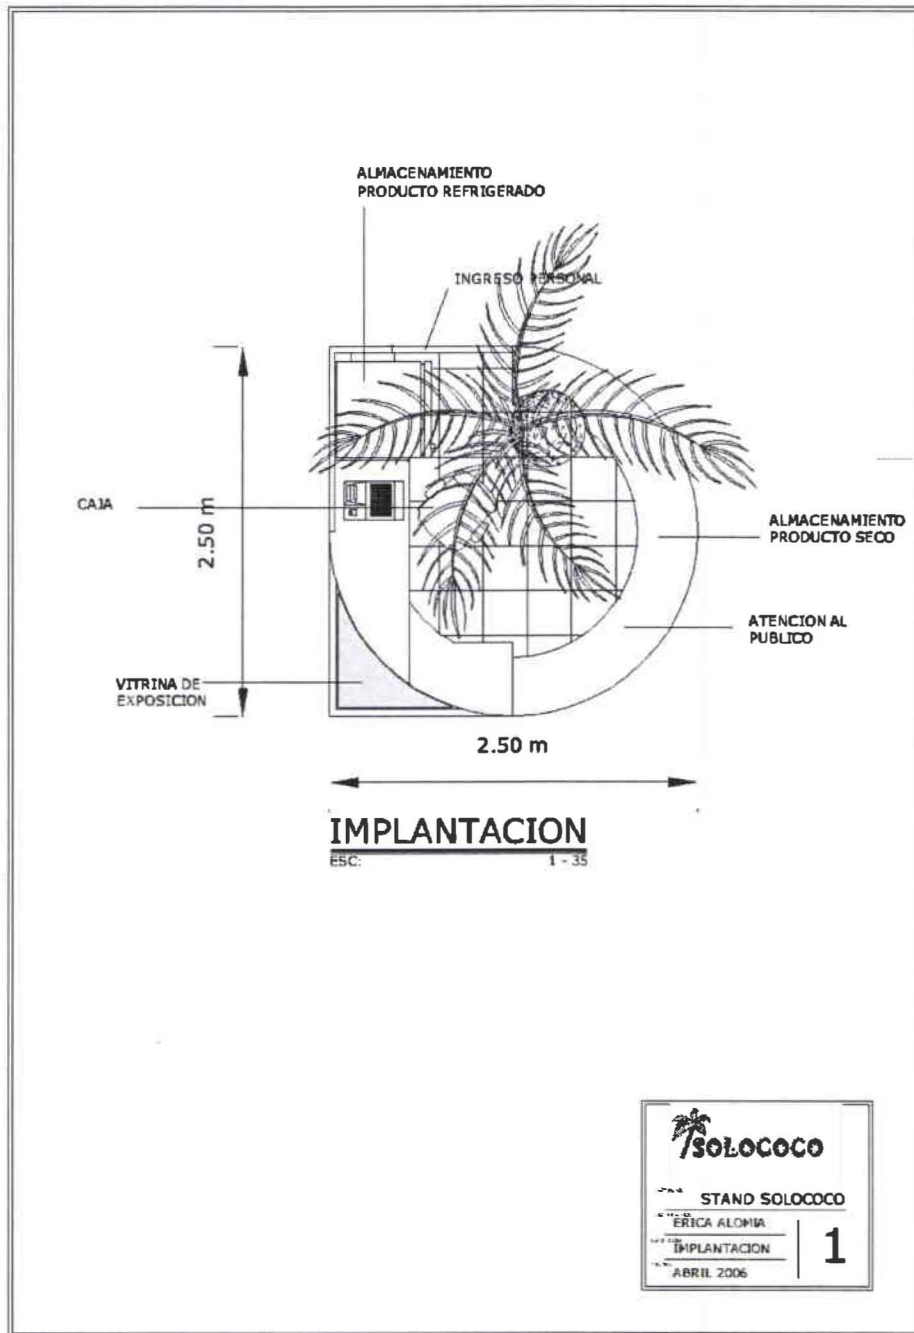 ALMACENAMIENTO
PRODUCTO REFRIGERADO
INGRESO PERSONAL
CAJA
2.50 m
ALMACENAMIENTO
PRODUCTO SECO
ATENCION AL
PUBLICO
VITRINA DE
EXPOSICION
2.50 m
IMPLANTACION
ESC: 1 - 35
SOLOCOCO
STAND SOLOCOCO
ERICA ALOMIA
IMPLANTACION
1
ABRIL 2006